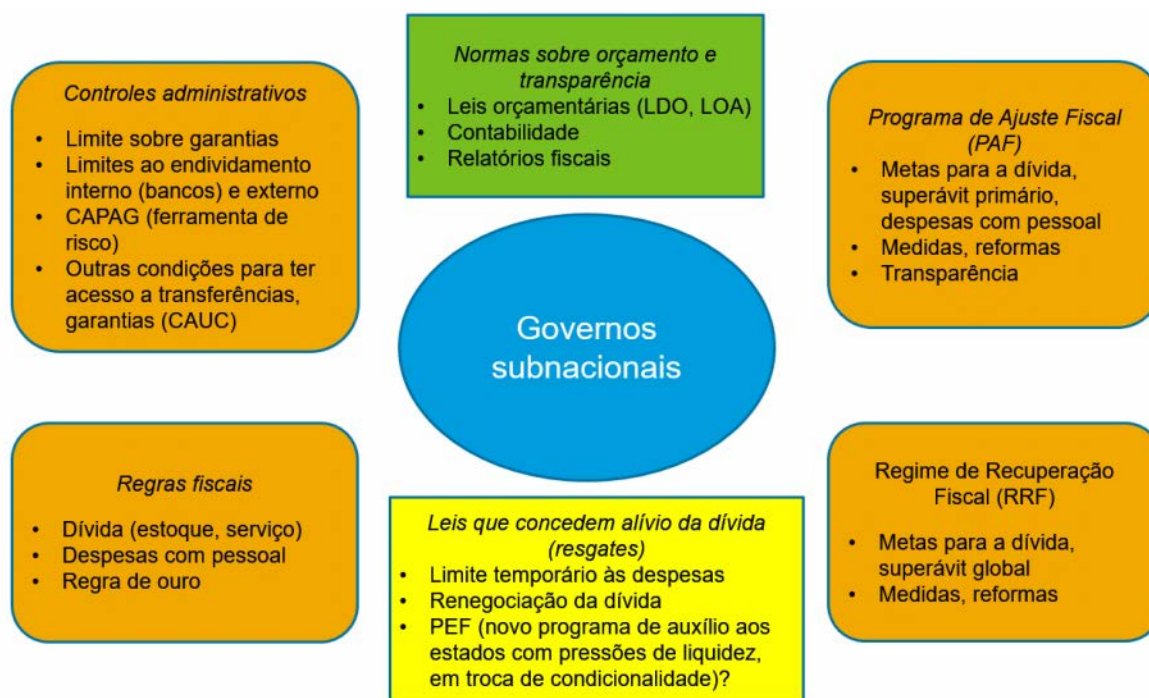 Controles administrativos
• Limite sobre garantias
• Limites ao endividamento
interno (bancos) e externo
• CAPAG (ferramenta de
risco)
• Outras condições para ter
acesso a transferências,
garantias (CAUC)
Normas sobre orçamento e
transparência
• Leis orçamentárias (LDO, LOA)
• Contabilidade
• Relatórios fiscais
Programa de Ajuste Fiscal
(PAF)
• Metas para a dívida,
superávit primário,
despesas com pessoal
• Medidas, reformas
• Transparência
Governos
subnacionais
Regras fiscais
• Dívida (estoque, serviço)
• Despesas com pessoal
• Regra de ouro
Leis que concedem alívio da dívida
(resgates)
• Limite temporário às despesas
• Renegociação da dívida
• PEF (novo programa de auxílio aos
estados com pressões de liquidez,
em troca de condicionalidade)?
Regime de Recuperação
Fiscal (RRF)
• Metas para a dívida,
superávit global
• Medidas, reformas